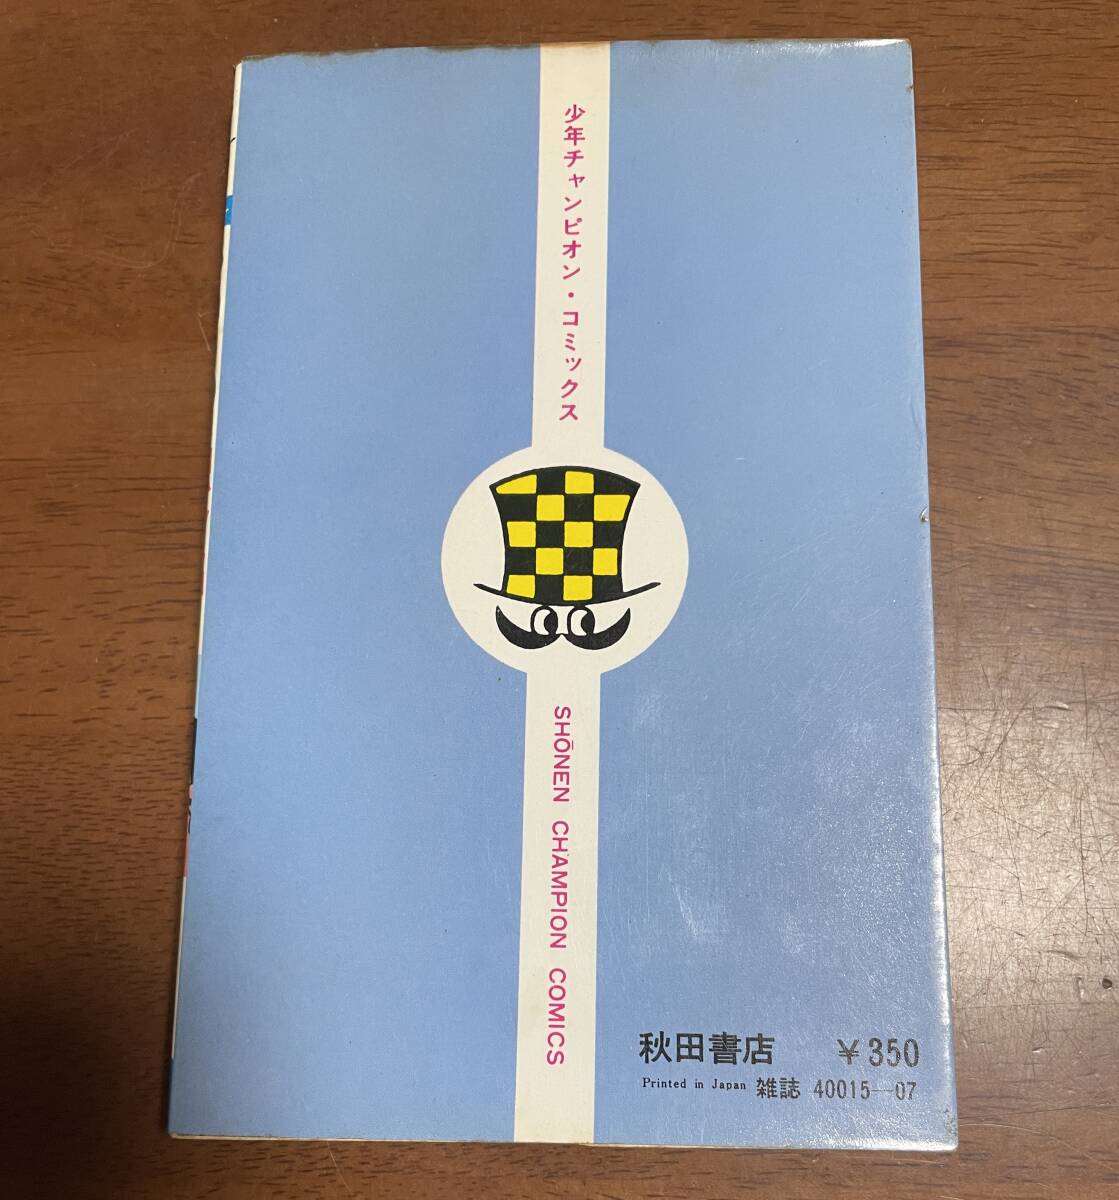 少年チャンピオン・コミックス
SHŌNEN CHAMPION COMICS
秋田書店 ￥350
Printed in Japan 雑誌 40015—07